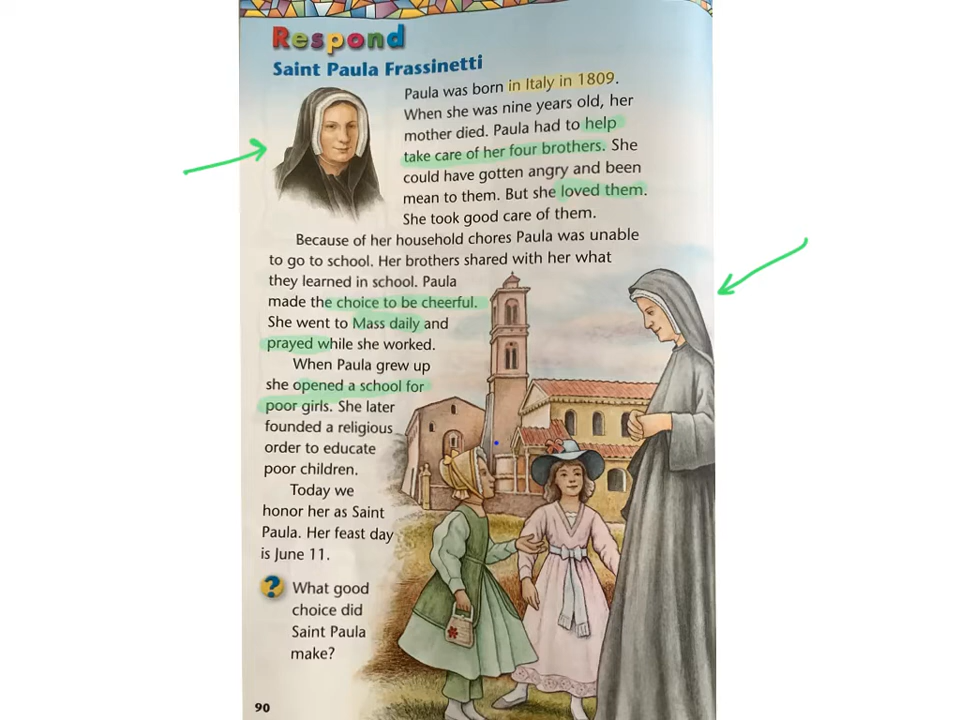 Respond
Saint Paula Frassinetti
Paula was born in Italy in 1809.
When she was nine years old, her
mother died. Paula had to help
take care of her four brothers. She
could have gotten angry and been
mean to them. But she loved them.
She took good care of them.
Because of her household chores Paula was unable
to go to school. Her brothers shared with her what
they learned in school. Paula
made the choice to be cheerful.
She went to Mass daily and
prayed while she worked.
When Paula grew up
she opened a school for
poor girls. She later
founded a religious
order to educate
poor children.
Today we
honor her as Saint
Paula. Her feast day
is June 11.
? What good
choice did
Saint Paula
make?
90